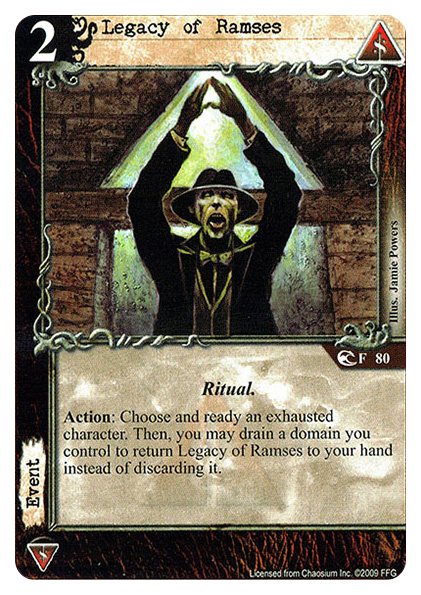 2
Legacy of Ramses
$
Illus. Jamie Powers
F 80
Ritual.
Action: Choose and ready an exhausted
character. Then, you may drain a domain you
control to return Legacy of Ramses to your hand
instead of discarding it.
Event
$
Licensed from Chaosium Inc. ©2009 FFG